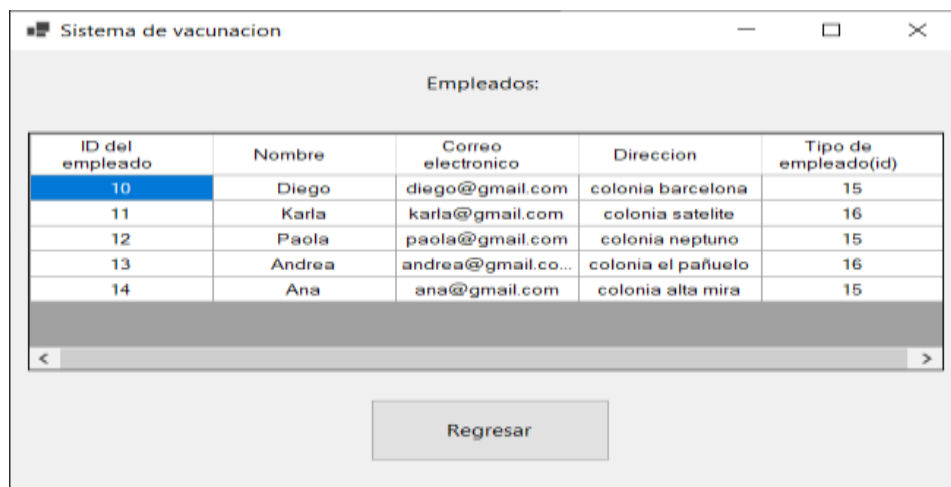 Sistema de vacunacion
Empleados:
ID del empleado Nombre Correo electronico Direccion Tipo de empleado(id)
10 Diego diego@gmail.com colonia barcelona 15
11 Karla karla@gmail.com colonia satelite 16
12 Paola paola@gmail.com colonia neptuno 15
13 Andrea andrea@gmail.co... colonia el pañuelo 16
14 Ana ana@gmail.com colonia alta mira 15
Regresar